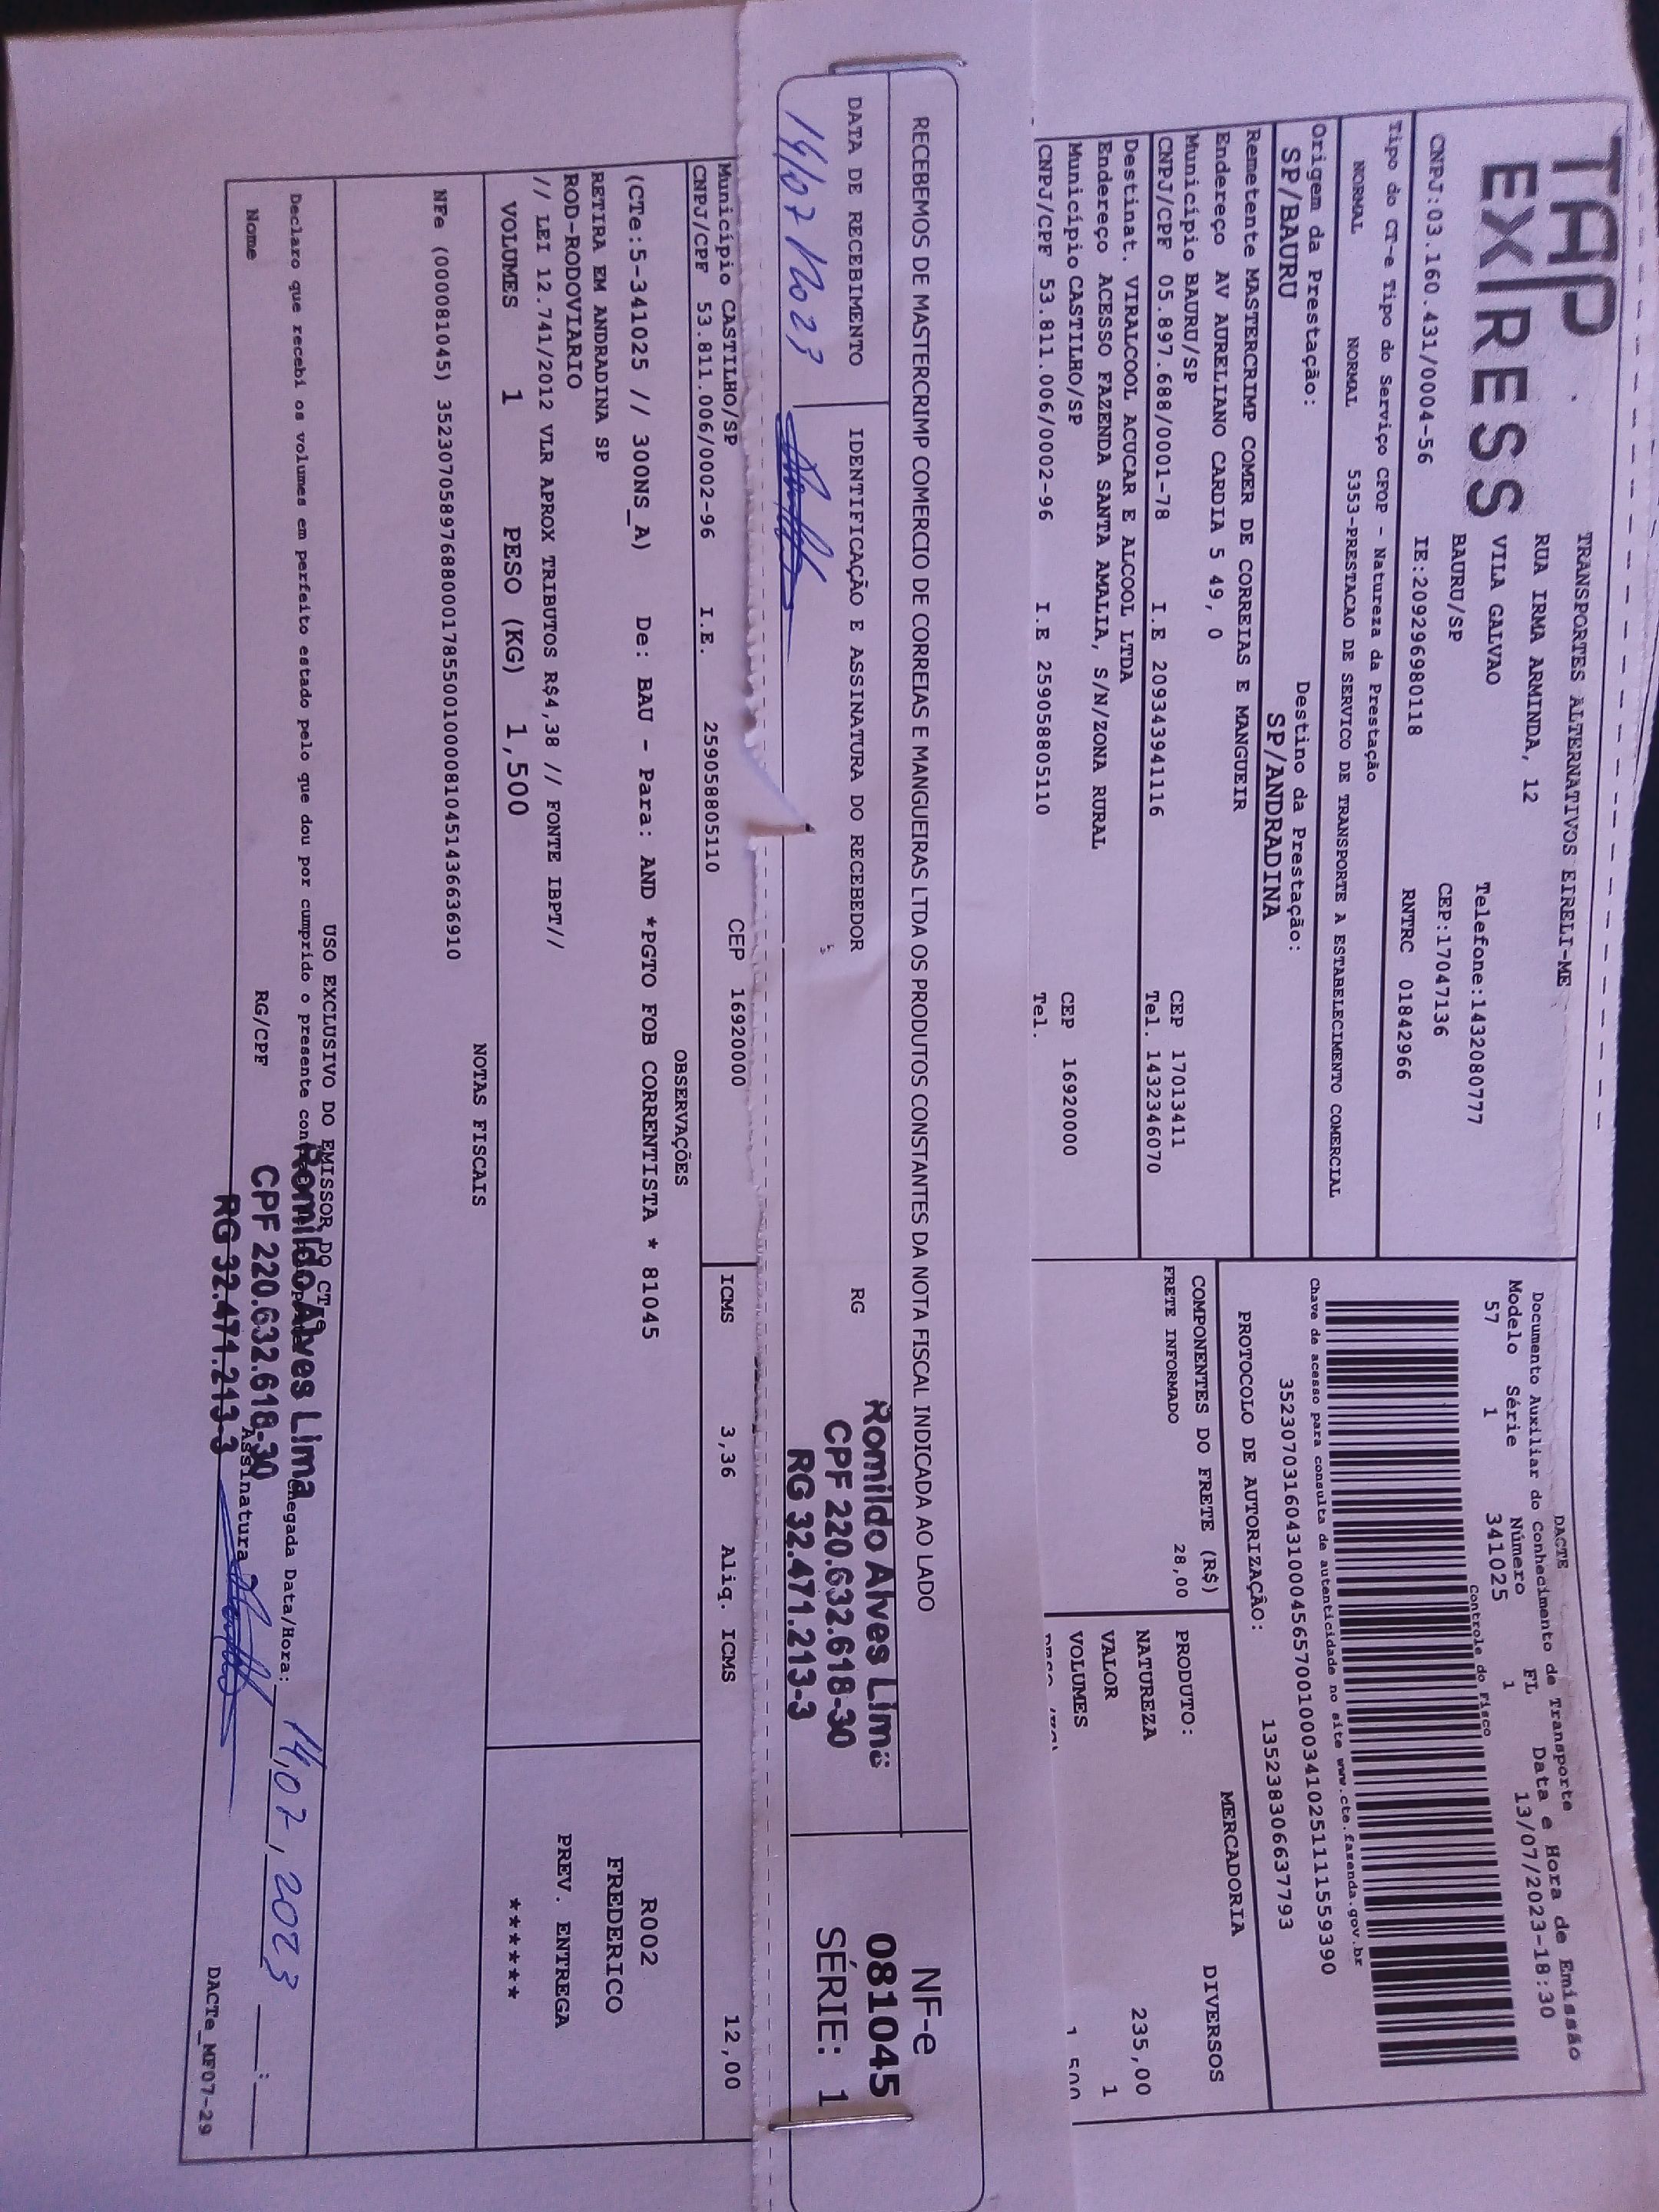 TAP
EXPRESS
TRANSPORTES ALTERNATIVOS EIRELI-ME
RUA IRMA ARMINDA, 12
VILA GALVAO Telefone:1432080777
BAURU/SP CEP:17047136
CNPJ:03.160.431/0004-56 IE:209296980118 RNTRC 01842966
Tipo do CT-e Tipo do Serviço CFOP - Natureza da Prestação
NORMAL NORMAL 5353-PRESTACAO DE SERVICO DE TRANSPORTE A ESTABELECIMENTO COMERCIAL
Origem da Prestação: Destino da Prestação:
SP/BAURU SP/ANDRADINA
Remetente MASTERCRIMP COMER DE CORREIAS E MANGUEIR
Endereço AV AURELIANO CARDIA 5 49, 0
Município BAURU/SP CEP 17013411
CNPJ/CPF 05.897.688/0001-78 I.E 209343941116 Tel. 1432346070
Destinat. VIRALCOOL ACUCAR E ALCOOL LTDA
Endereço ACESSO FAZENDA SANTA AMALIA, S/N/ZONA RURAL
Município CASTILHO/SP CEP 16920000
CNPJ/CPF 53.811.006/0002-96 I.E 259058805110 Tel.
DACTE
Documento Auxiliar do Conhecimento de Transporte
Modelo Série Número FL Data e Hora de Emissão
57 1 341025 1 13/07/2023-18:30
Controle do Fisco
Chave de acesso para consulta de autenticidade no site www.cte.fazenda.gov.br
35230703160431000456570010003410251111559390
PROTOCOLO DE AUTORIZAÇÃO: 135238306637793
COMPONENTES DO FRETE (R$) MERCADORIA
FRETE INFORMADO 28,00
PRODUTO: DIVERSOS
NATUREZA
VALOR 235,00
VOLUMES 1
RECEBEMOS DE MASTERCRIMP COMERCIO DE CORREIAS E MANGUEIRAS LTDA OS PRODUTOS CONSTANTES DA NOTA FISCAL INDICADA AO LADO
DATA DE RECEBIMENTO IDENTIFICAÇÃO E ASSINATURA DO RECEBEDOR RG
14/07/2023
Romildo Alves Lima
CPF 220.632.618-30
RG 32.471.213-3
NF-e
081045
SÉRIE: 1
Município CASTILHO/SP CEP 16920000
CNPJ/CPF 53.811.006/0002-96 I.E. 259058805110
ICMS 3,36 Aliq. ICMS 12,00
OBSERVAÇÕES
(CTe:5-341025 // 300NS_A) De: BAU - Para: AND *PGTO FOB CORRENTISTA * 81045
RETIRA EM ANDRADINA SP
ROD-RODOVIARIO
// LEI 12.741/2012 VLR APROX TRIBUTOS R$4,38 // FONTE IBPT//
VOLUMES 1 PESO (KG) 1,500
R002
FREDERICO
PREV. ENTREGA
******
NOTAS FISCAIS
NFe (000081045) 35230705897688000178550010000810451436636910
USO EXCLUSIVO DO EMISSOR DO CT-e
Declaro que recebi os volumes em perfeito estado pelo que dou por cumprido o presente
Chegada Data/Hora: 14,07,2023 __:__
Nome RG/CPF Assinatura
Romildo Alves Lima
CPF 220.632.618-30
RG 32.471.213-3
DACTe_MF07-29